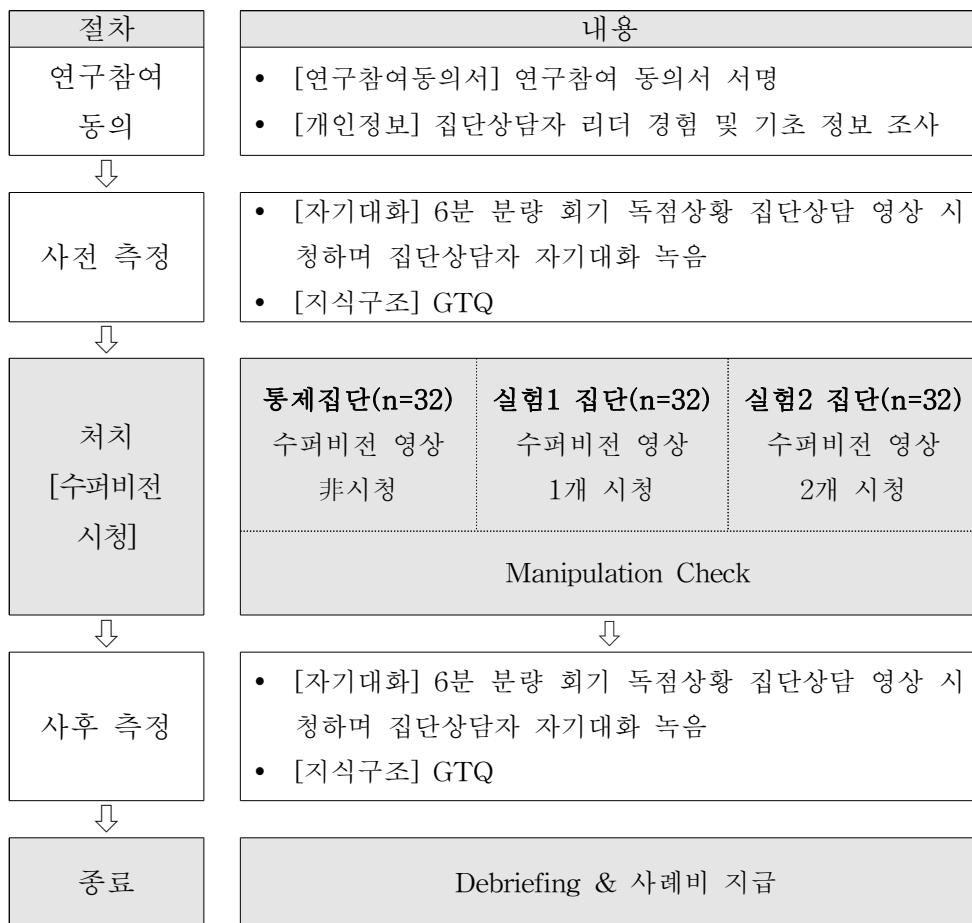 절차
내용
연구참여
동의
• [연구참여동의서] 연구참여 동의서 서명
• [개인정보] 집단상담자 리더 경험 및 기초 정보 조사
사전 측정
• [자기대화] 6분 분량 회기 독점상황 집단상담 영상 시
청하며 집단상담자 자기대화 녹음
• [지식구조] GTQ
처치
[수퍼비전
시청]
통제집단(n=32)
수퍼비전 영상
非시청
실험1 집단(n=32)
수퍼비전 영상
1개 시청
실험2 집단(n=32)
수퍼비전 영상
2개 시청
Manipulation Check
사후 측정
• [자기대화] 6분 분량 회기 독점상황 집단상담 영상 시
청하며 집단상담자 자기대화 녹음
• [지식구조] GTQ
종료
Debriefing & 사례비 지급